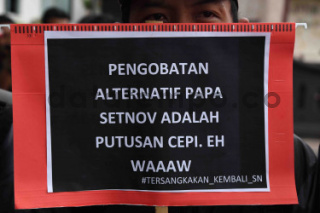 PENGOBATAN
ALTERNATIF PAPA
SETNOV ADALAH
PUTUSAN CEPI. EH
WAAAW
#TERSANGKAKAN_KEMBALI_SN